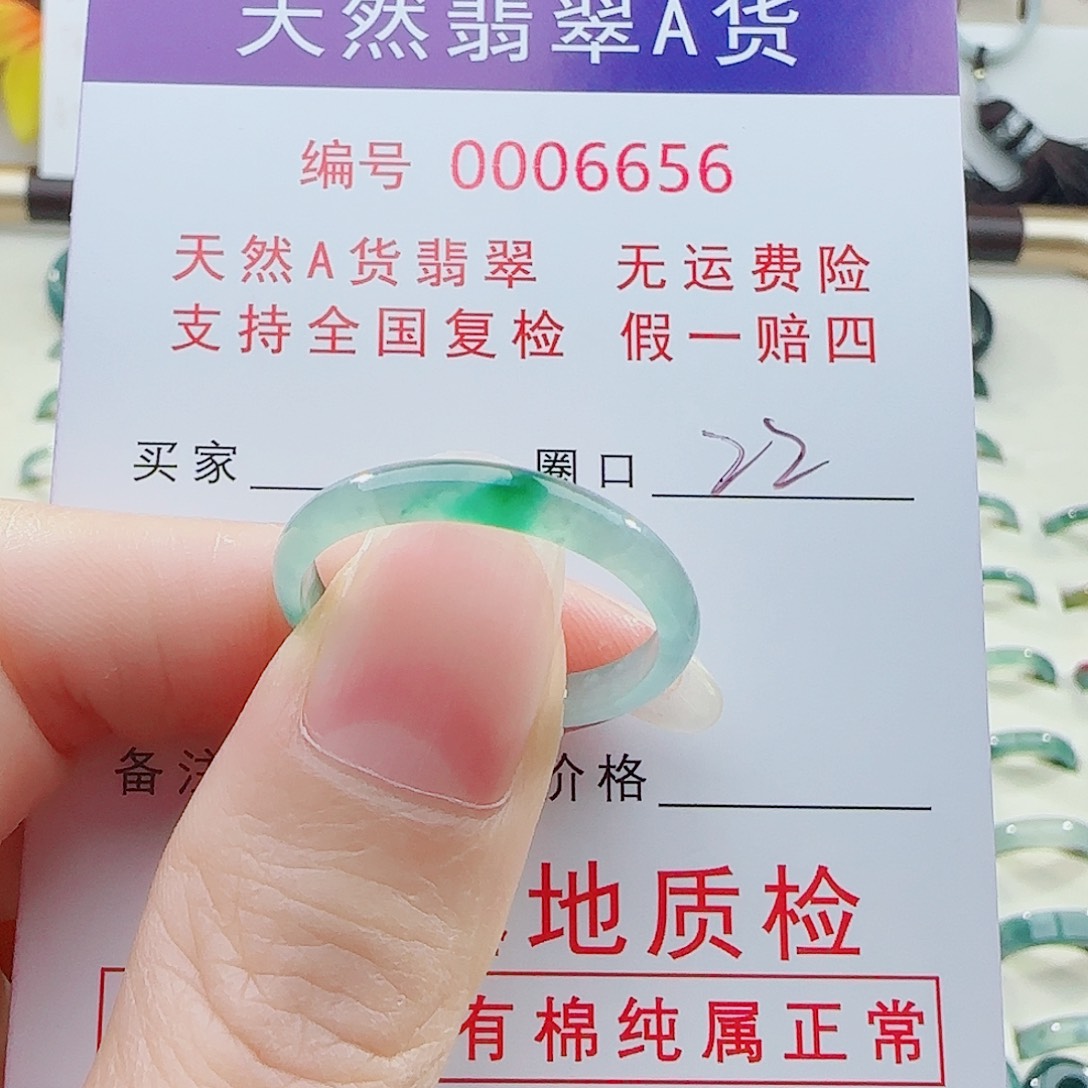 天然翡翠A货
编号 0006656
天然A货翡翠 无运费险
支持全国复检 假一赔四
买家 圈口 22
备注 价格
地质检
有棉纯属正常